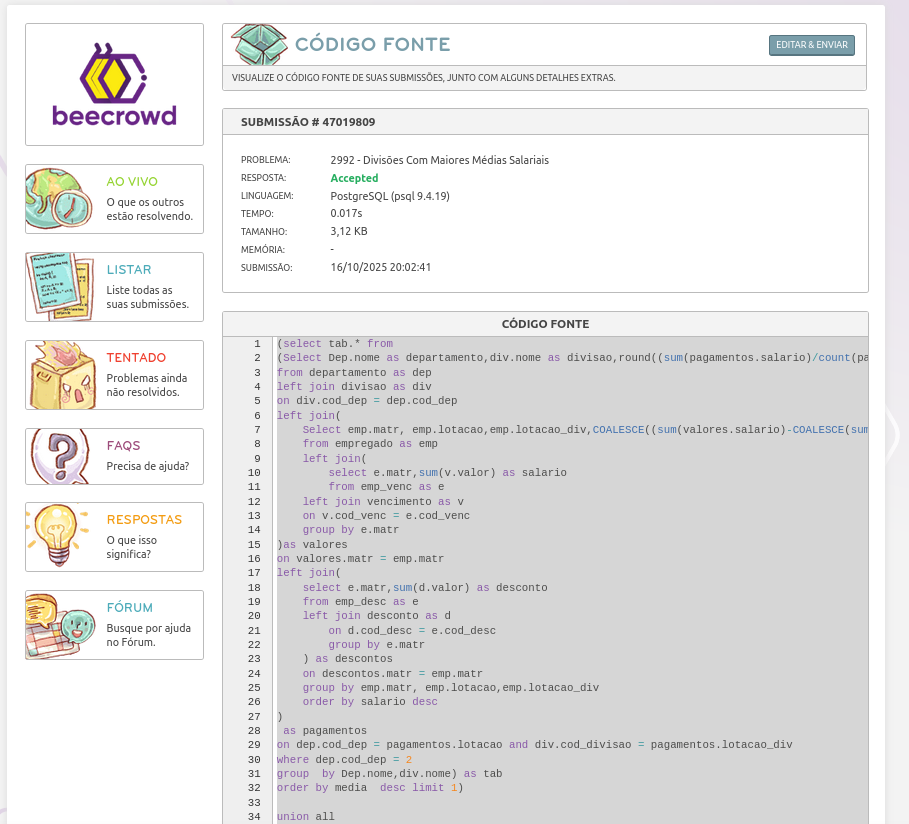 beecrowd
AO VIVO
O que os outros
estão resolvendo.
LISTAR
Liste todas as
suas submissões.
TENTADO
Problemas ainda
não resolvidos.
FAQS
Precisa de ajuda?
RESPOSTAS
O que isso
significa?
FÓRUM
Busque por ajuda
no Fórum.
CÓDIGO FONTE
EDITAR & ENVIAR
VISUALIZE O CÓDIGO FONTE DE SUAS SUBMISSÕES, JUNTO COM ALGUNS DETALHES EXTRAS.
SUBMISSÃO # 47019809
PROBLEMA: 2992 - Divisões Com Maiores Médias Salariais
RESPOSTA: Accepted
LINGUAGEM: PostgreSQL (psql 9.4.19)
TEMPO: 0.017s
TAMANHO: 3,12 KB
MEMÓRIA: -
SUBMISSÃO: 16/10/2025 20:02:41
CÓDIGO FONTE
1 (select tab.* from
2 (Select Dep.nome as departamento,div.nome as divisao,round((sum(pagamentos.salario)/count(pa
3 from departamento as dep
4 left join divisao as div
5 on div.cod_dep = dep.cod_dep
6 left join(
7 Select emp.matr, emp.lotacao,emp.lotacao_div,COALESCE((sum(valores.salario)-COALESCE(sum
8 from empregado as emp
9 left join(
10 select e.matr,sum(v.valor) as salario
11 from emp_venc as e
12 left join vencimento as v
13 on v.cod_venc = e.cod_venc
14 group by e.matr
15 )as valores
16 on valores.matr = emp.matr
17 left join(
18 select e.matr,sum(d.valor) as desconto
19 from emp_desc as e
20 left join desconto as d
21 on d.cod_desc = e.cod_desc
22 group by e.matr
23 ) as descontos
24 on descontos.matr = emp.matr
25 group by emp.matr, emp.lotacao,emp.lotacao_div
26 order by salario desc
27 )
28 as pagamentos
29 on dep.cod_dep = pagamentos.lotacao and div.cod_divisao = pagamentos.lotacao_div
30 where dep.cod_dep = 2
31 group  by Dep.nome,div.nome) as tab
32 order by media  desc limit 1)
33
34 union all